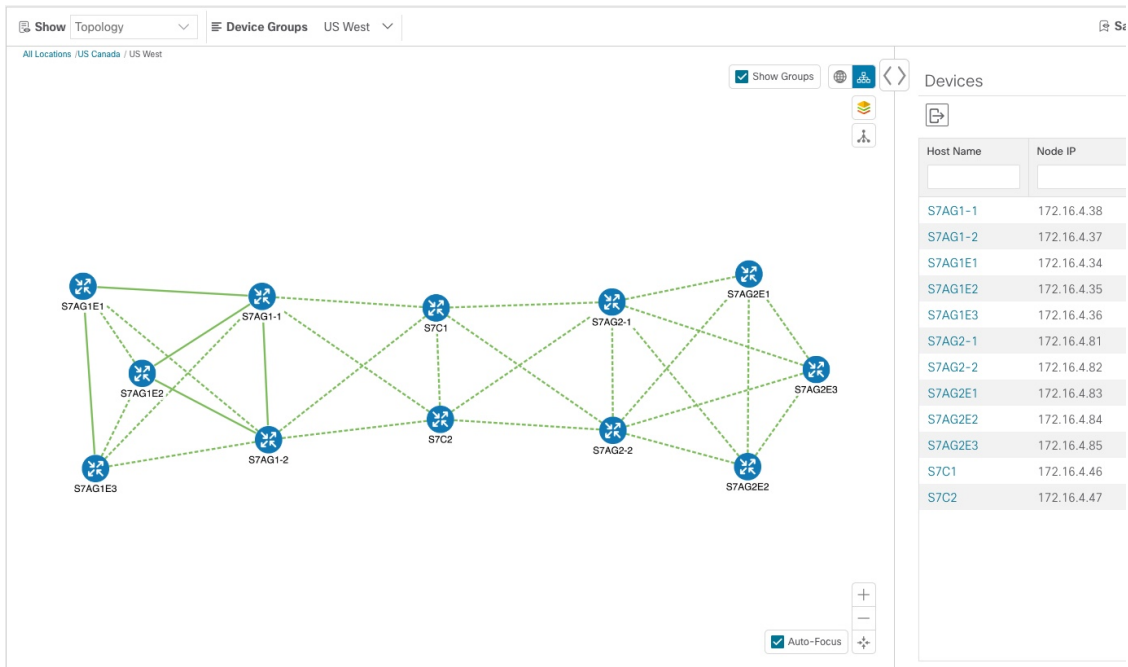 Show Topology Device Groups US West Sa
All Locations /US Canada / US West
Show Groups
Devices
Host Name Node IP
S7AG1-1 172.16.4.38
S7AG1-2 172.16.4.37
S7AG1E1 172.16.4.34
S7AG1E2 172.16.4.35
S7AG1E3 172.16.4.36
S7AG2-1 172.16.4.81
S7AG2-2 172.16.4.82
S7AG2E1 172.16.4.83
S7AG2E2 172.16.4.84
S7AG2E3 172.16.4.85
S7C1 172.16.4.46
S7C2 172.16.4.47
S7AG2E1
S7AG1E1
S7AG1-1
S7AG2-1
S7C1
S7AG2E3
S7AG1E2
S7C2
S7AG2-2
S7AG1-2
S7AG2E2
S7AG1E3
Auto-Focus